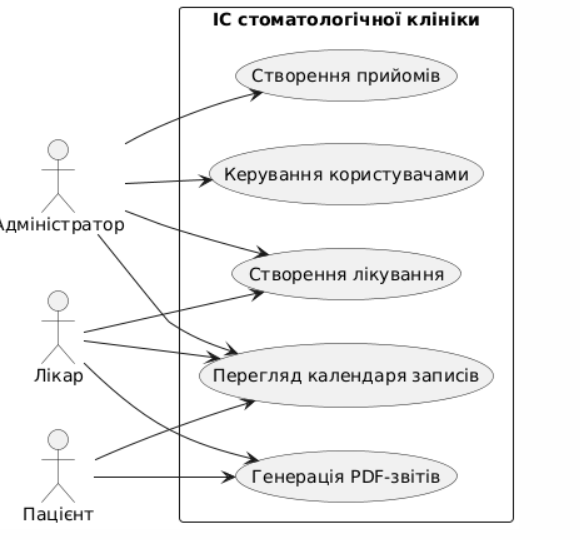 ІС стоматологічної клініки
Створення прийомів
Керування користувачами
Адміністратор
Створення лікування
Лікар
Перегляд календаря записів
Генерація PDF-звітів
Пацієнт